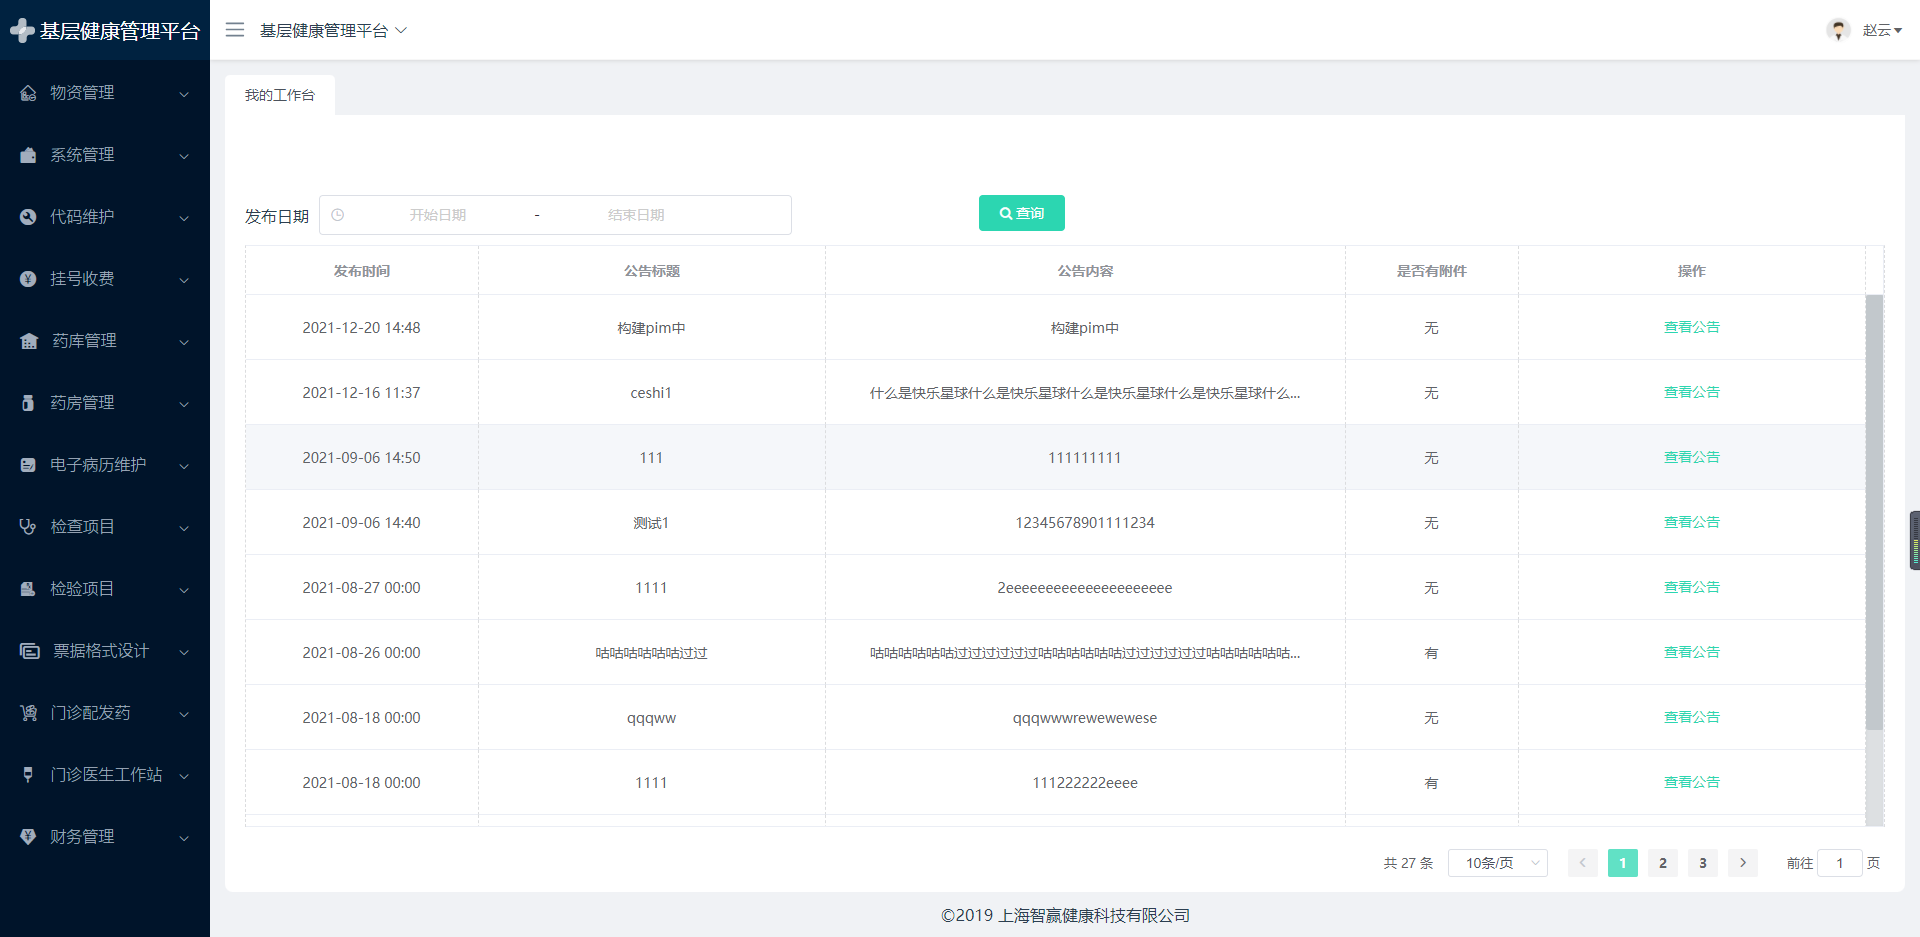 基层健康管理平台
基层健康管理平台
赵云
物资管理
系统管理
代码维护
挂号收费
药库管理
药房管理
电子病历维护
检查项目
检验项目
票据格式设计
门诊配发药
门诊医生工作站
财务管理
我的工作台
发布日期 开始日期 - 结束日期 查询
发布时间 公告标题 公告内容 是否有附件 操作
2021-12-20 14:48 构建pim中 构建pim中 无 查看公告
2021-12-16 11:37 ceshi1 什么是快乐星球什么是快乐星球什么是快乐星球什么是快乐星球什么... 无 查看公告
2021-09-06 14:50 111 111111111 无 查看公告
2021-09-06 14:40 测试1 12345678901111234 无 查看公告
2021-08-27 00:00 1111 2eeeeeeeeeeeeeeeeeeeee 无 查看公告
2021-08-26 00:00 咕咕咕咕咕咕过过 咕咕咕咕咕咕过过过过过过咕咕咕咕咕咕过过过过过过咕咕咕咕咕咕... 有 查看公告
2021-08-18 00:00 qqqww qqqwwwrewewewese 无 查看公告
2021-08-18 00:00 1111 111222222eeee 有 查看公告
共 27 条 10条/页 1 2 3 前往 1 页
©2019 上海智赢健康科技有限公司